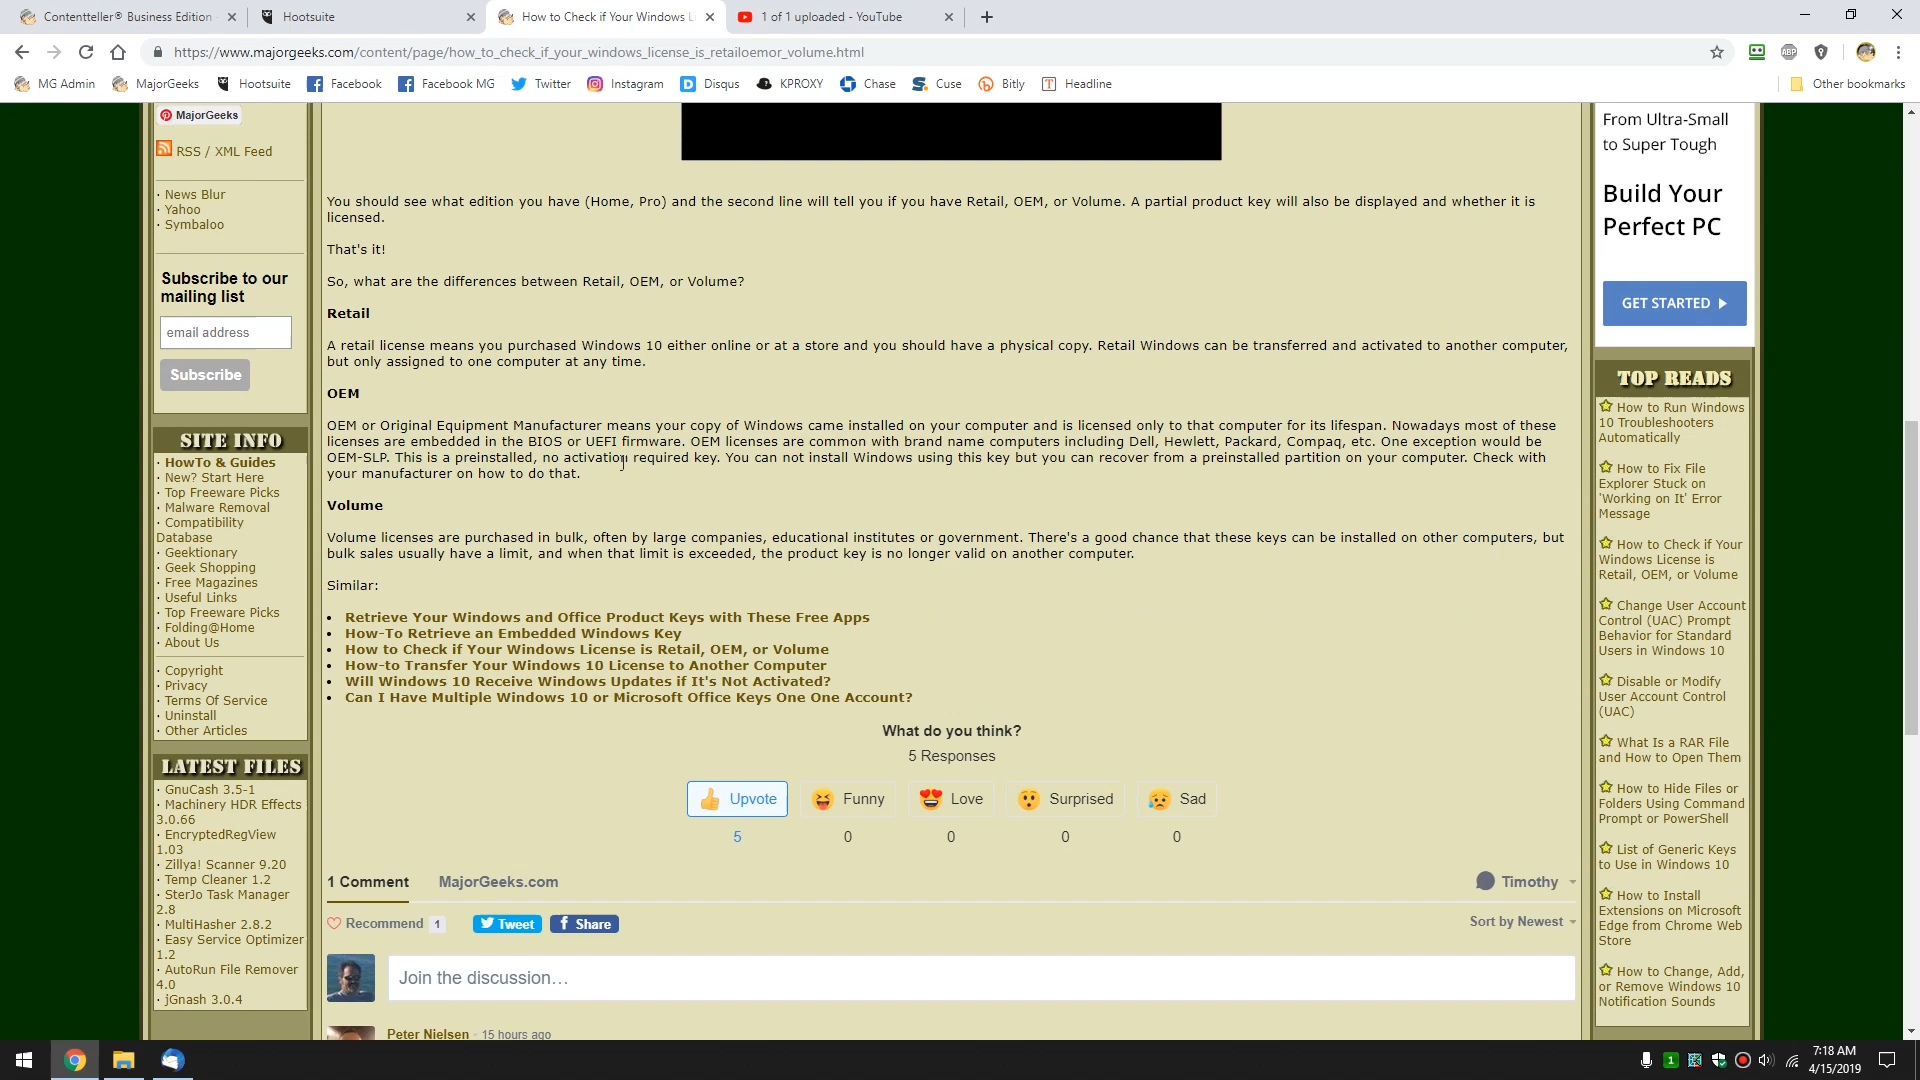 Contentteller® Business Edition
Hootsuite
How to Check if Your Windows Li
1 of 1 uploaded - YouTube
https://www.majorgeeks.com/content/page/how_to_check_if_your_windows_license_is_retailoemor_volume.html
ABP
MG Admin
MajorGeeks
Hootsuite
Facebook
Facebook MG
Twitter
Instagram
Disqus
KPROXY
Chase
Cuse
Bitly
Headline
Other bookmarks
MajorGeeks
RSS / XML Feed
· News Blur
· Yahoo
· Symbaloo
Subscribe to our
mailing list
email address
Subscribe
SITE INFO
· HowTo & Guides
· New? Start Here
· Top Freeware Picks
· Malware Removal
· Compatibility
Database
· Geektionary
· Geek Shopping
· Free Magazines
· Useful Links
· Top Freeware Picks
· Folding@Home
· About Us
· Copyright
· Privacy
· Terms Of Service
· Uninstall
· Other Articles
LATEST FILES
· GnuCash 3.5-1
· Machinery HDR Effects
3.0.66
· EncryptedRegView
1.03
· Zillya! Scanner 9.20
· Temp Cleaner 1.2
· SterJo Task Manager
2.8
· MultiHasher 2.8.2
· Easy Service Optimizer
1.2
· AutoRun File Remover
4.0
· jGnash 3.0.4
You should see what edition you have (Home, Pro) and the second line will tell you if you have Retail, OEM, or Volume. A partial product key will also be displayed and whether it is
licensed.
That's it!
So, what are the differences between Retail, OEM, or Volume?
Retail
A retail license means you purchased Windows 10 either online or at a store and you should have a physical copy. Retail Windows can be transferred and activated to another computer,
but only assigned to one computer at any time.
OEM
OEM or Original Equipment Manufacturer means your copy of Windows came installed on your computer and is licensed only to that computer for its lifespan. Nowadays most of these
licenses are embedded in the BIOS or UEFI firmware. OEM licenses are common with brand name computers including Dell, Hewlett, Packard, Compaq, etc. One exception would be
OEM-SLP. This is a preinstalled, no activation required key. You can not install Windows using this key but you can recover from a preinstalled partition on your computer. Check with
your manufacturer on how to do that.
Volume
Volume licenses are purchased in bulk, often by large companies, educational institutes or government. There's a good chance that these keys can be installed on other computers, but
bulk sales usually have a limit, and when that limit is exceeded, the product key is no longer valid on another computer.
Similar:
• Retrieve Your Windows and Office Product Keys with These Free Apps
• How-To Retrieve an Embedded Windows Key
• How to Check if Your Windows License is Retail, OEM, or Volume
• How-to Transfer Your Windows 10 License to Another Computer
• Will Windows 10 Receive Windows Updates if It's Not Activated?
• Can I Have Multiple Windows 10 or Microsoft Office Keys One One Account?
What do you think?
5 Responses
Upvote
Funny
Love
Surprised
Sad
5
0
0
0
0
1 Comment
MajorGeeks.com
Timothy
Recommend 1
Tweet
Share
Sort by Newest
Join the discussion...
Peter Nielsen · 15 hours ago
From Ultra-Small
to Super Tough
Build Your
Perfect PC
GET STARTED
TOP READS
How to Run Windows
10 Troubleshooters
Automatically
How to Fix File
Explorer Stuck on
'Working on It' Error
Message
How to Check if Your
Windows License is
Retail, OEM, or Volume
Change User Account
Control (UAC) Prompt
Behavior for Standard
Users in Windows 10
Disable or Modify
User Account Control
(UAC)
What Is a RAR File
and How to Open Them
How to Hide Files or
Folders Using Command
Prompt or PowerShell
List of Generic Keys
to Use in Windows 10
How to Install
Extensions on Microsoft
Edge from Chrome Web
Store
How to Change, Add,
or Remove Windows 10
Notification Sounds
1
7:18 AM
4/15/2019